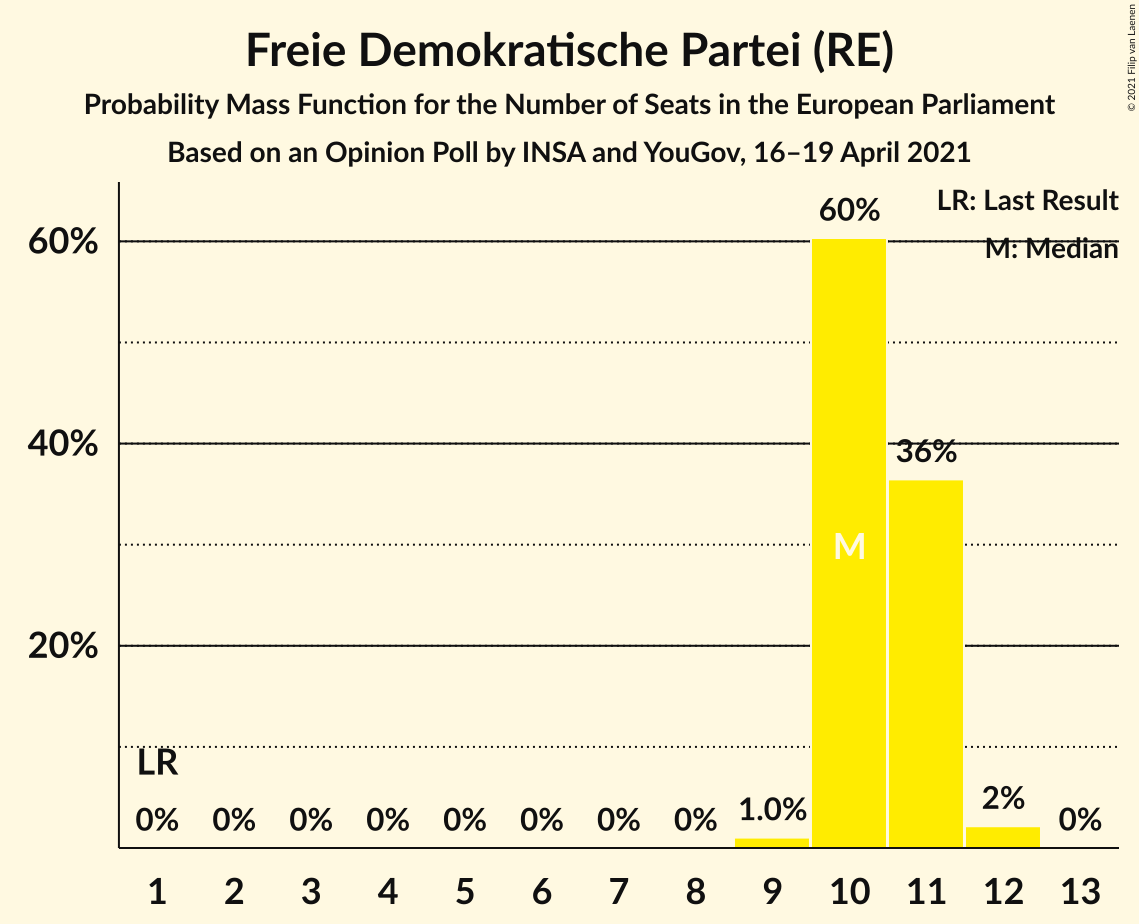 Freie Demokratische Partei (RE)
Probability Mass Function for the Number of Seats in the European Parliament
Based on an Opinion Poll by INSA and YouGov, 16–19 April 2021
© 2021 Filip van Laenen
LR: Last Result
M: Median
60%
40%
20%
60%
36%
M
LR
0% 0% 0% 0% 0% 0% 0% 0% 1.0% 2% 0%
1 2 3 4 5 6 7 8 9 10 11 12 13